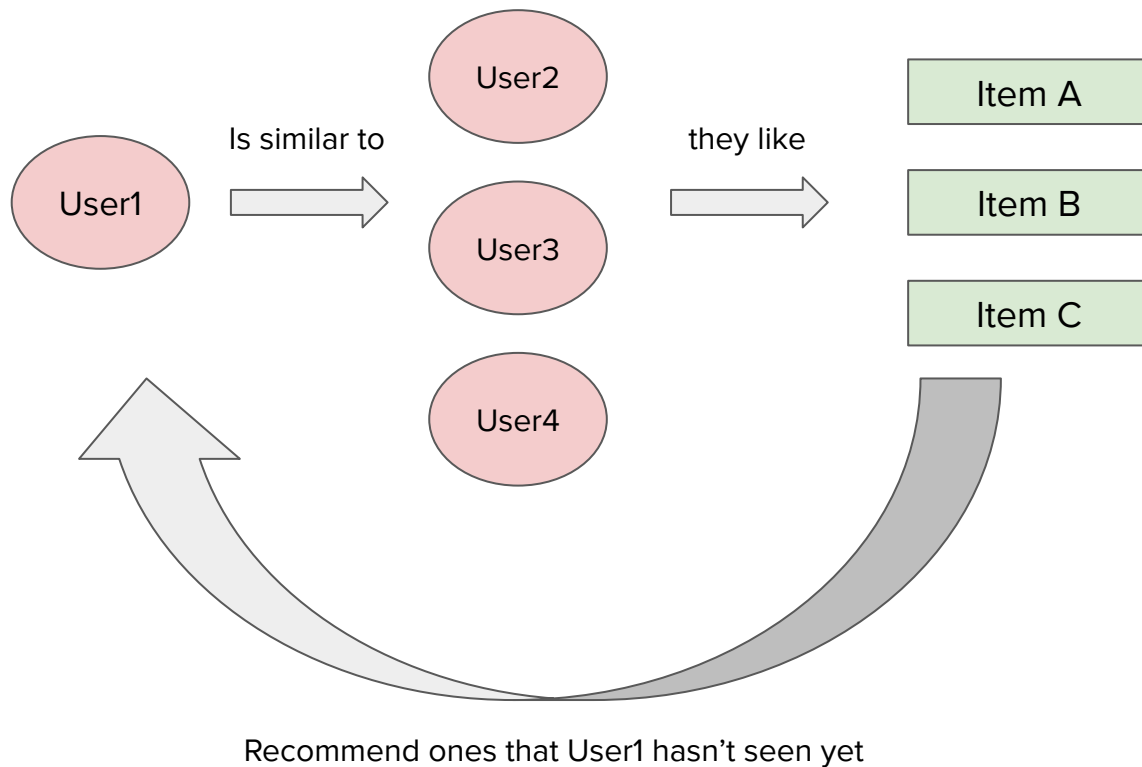 User1
Is similar to
User2
User3
User4
they like
Item A
Item B
Item C
Recommend ones that User1 hasn't seen yet